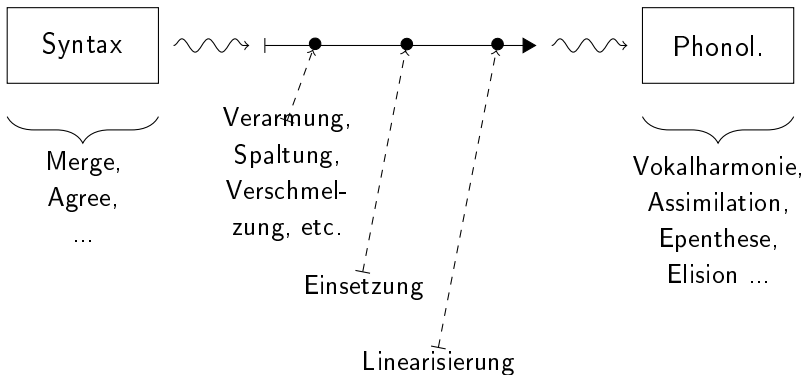 Syntax
Phonol.
Merge,
Agree,
...
Verarmung,
Spaltung,
Verschmel-
zung, etc.
Einsetzung
Linearisierung
Vokalharmonie,
Assimilation,
Epenthese,
Elision ...